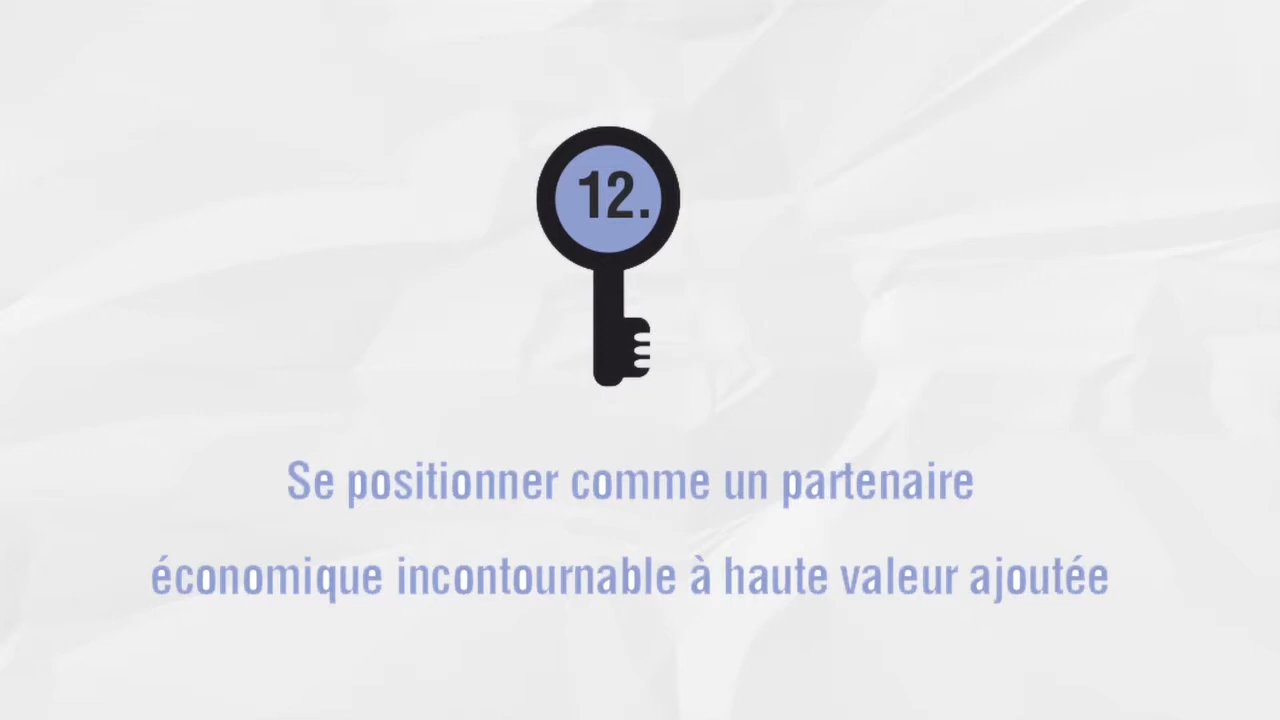 12.
Se positionner comme un partenaire
économique incontournable à haute valeur ajoutée